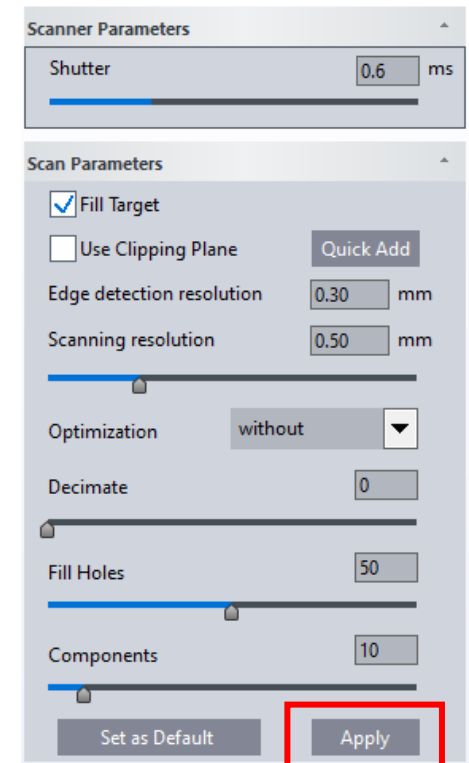 Scanner Parameters
Shutter 0.6 ms
Scan Parameters
Fill Target
Use Clipping Plane Quick Add
Edge detection resolution 0.30 mm
Scanning resolution 0.50 mm
Optimization without
Decimate 0
Fill Holes 50
Components 10
Set as Default Apply